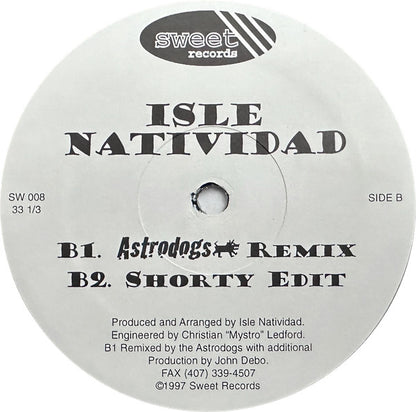 sweet
records
ISLE
NATIVIDAD
SW 008
33 1/3
SIDE B
B1. Astrodogs REMIX
B2. SHORTY EDIT
Produced and Arranged by Isle Natividad.
Engineered by Christian "Mystro" Ledford.
B1 Remixed by the Astrodogs with additional
Production by John Debo.
FAX (407) 339-4507
©1997 Sweet Records